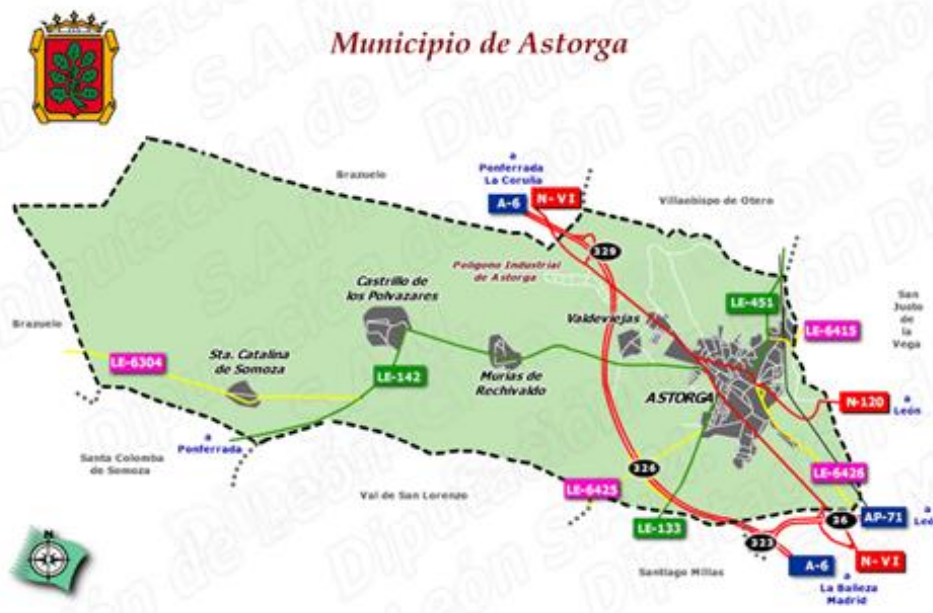 Municipio de Astorga
Brazuelo
a
Ponferrada
La Coruña
A-6
N-VI
Villaobispo de Otero
329
Polígono Industrial
de Astorga
Castrillo de
los Polvazares
Valdeviejas
LE-451
San
Justo
de
la
Vega
Brazuelo
LE-6415
LE-6304
Sta. Catalina
de Somoza
LE-142
Murias de
Rechivaldo
ASTORGA
N-120
a
León
a
Ponferrada
Santa Colomba
de Somoza
326
LE-6426
Val de San Lorenzo
LE-6425
LE-133
36
AP-71
a
León
323
Santiago Millas
A-6
N-VI
a
La Bañeza
Madrid
N
Diputación de León S.A.M.